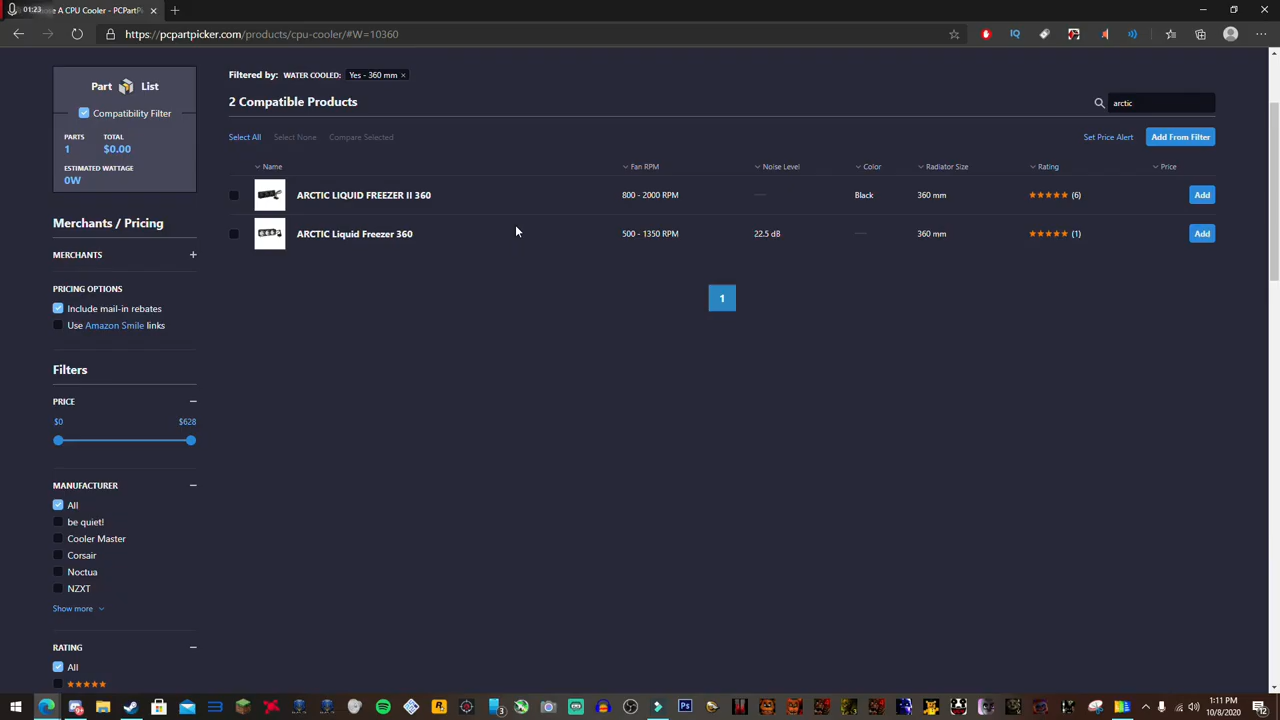 01:23
ose A CPU Cooler - PCPartPi
https://pcpartpicker.com/products/cpu-cooler/#W=10360
Part List
Compatibility Filter
PARTS TOTAL
1 $0.00
ESTIMATED WATTAGE
0W
Merchants / Pricing
MERCHANTS +
PRICING OPTIONS
Include mail-in rebates
Use Amazon Smile links
Filters
PRICE
$0 $628
MANUFACTURER
All
be quiet!
Cooler Master
Corsair
Noctua
NZXT
Show more
RATING
All
Filtered by: WATER COOLED: Yes - 360 mm ×
2 Compatible Products
arctic
Select All Select None Compare Selected Set Price Alert Add From Filter
Name Fan RPM Noise Level Color Radiator Size Rating Price
ARCTIC LIQUID FREEZER II 360 800 - 2000 RPM Black 360 mm (6) Add
ARCTIC Liquid Freezer 360 500 - 1350 RPM 22.5 dB 360 mm (1) Add
1
1:11 PM
10/8/2020